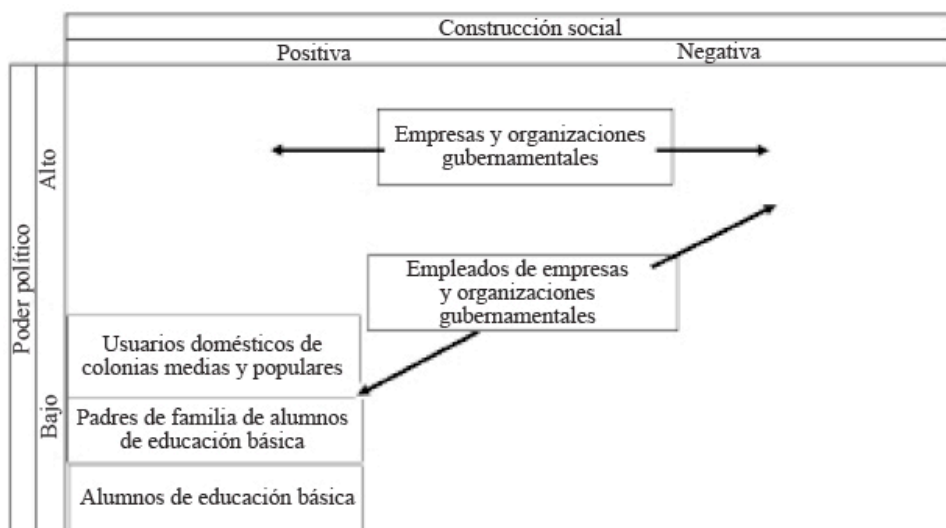 Construcción social
Positiva
Negativa
Poder político
Alto
Bajo
Empresas y organizaciones
gubernamentales
Empleados de empresas
y organizaciones
gubernamentales
Usuarios domésticos de
colonias medias y populares
Padres de familia de alumnos
de educación básica
Alumnos de educación básica